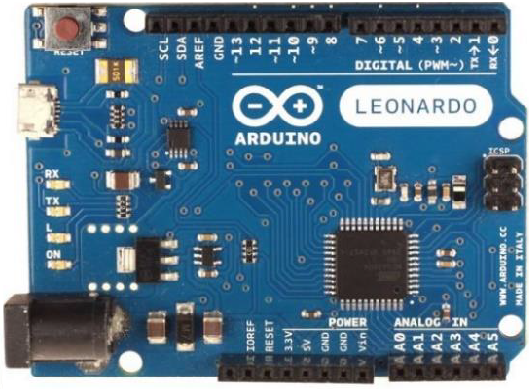 RESET
SCL
SDA
AREF
GND
~13
12
~11
~10
~9
8
7
~6
~5
4
~3
2
TX→1
RX←0
DIGITAL (PWM~)
ARDUINO
LEONARDO
501A
RX
TX
L
ON
ICSP
WWW.ARDUINO.CC
MADE IN ITALY
POWER
ANALOG IN
IOREF
RESET
3.3V
5V
GND
GND
Vin
A0
A1
A2
A3
A4
A5